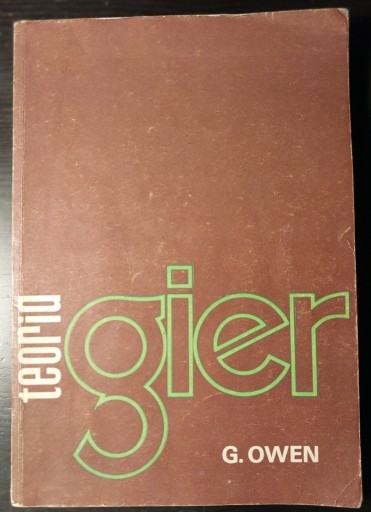 teoria
gier
G. OWEN